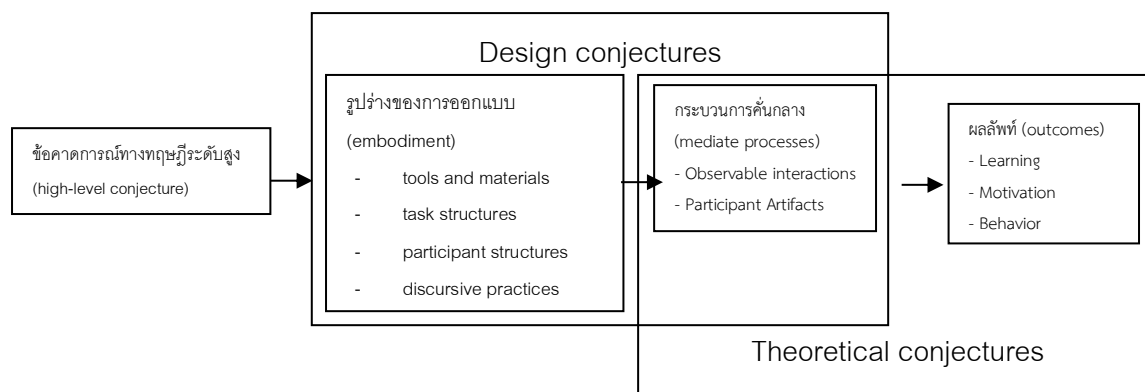 Design conjectures
ข้อคาดการณ์ทางทฤษฎีระดับสูง
(high-level conjecture)
รูปร่างของการออกแบบ
(embodiment)
- tools and materials
- task structures
- participant structures
- discursive practices
กระบวนการคั่นกลาง
(mediate processes)
- Observable interactions
- Participant Artifacts
ผลลัพท์ (outcomes)
- Learning
- Motivation
- Behavior
Theoretical conjectures